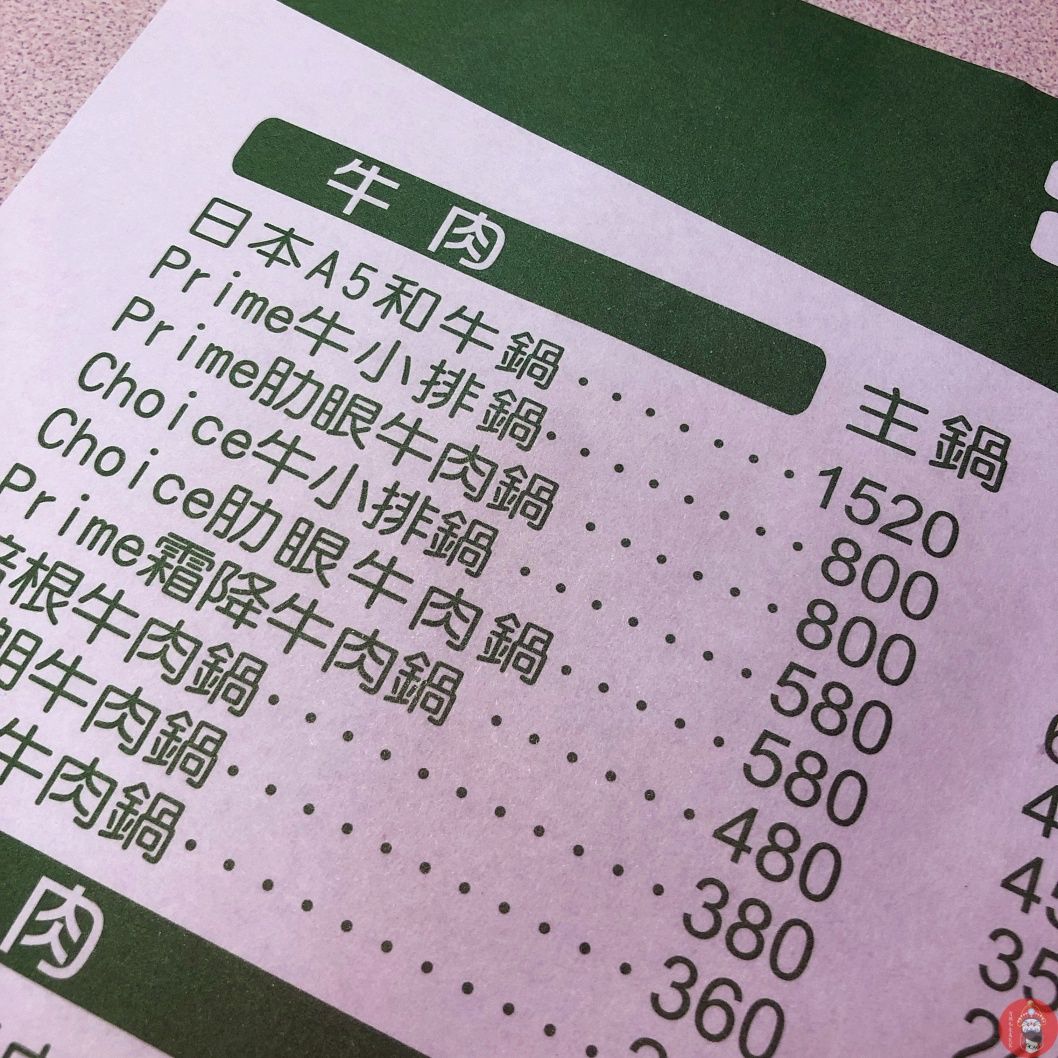 牛肉
主鍋
日本A5和牛鍋 1520
Prime牛小排鍋 800
Prime肋眼牛肉鍋 800
Choice牛小排鍋 580
Choice肋眼牛肉鍋 580
Prime霜降牛肉鍋 480
根牛肉鍋 380
牛肉鍋 360
牛肉鍋
肉